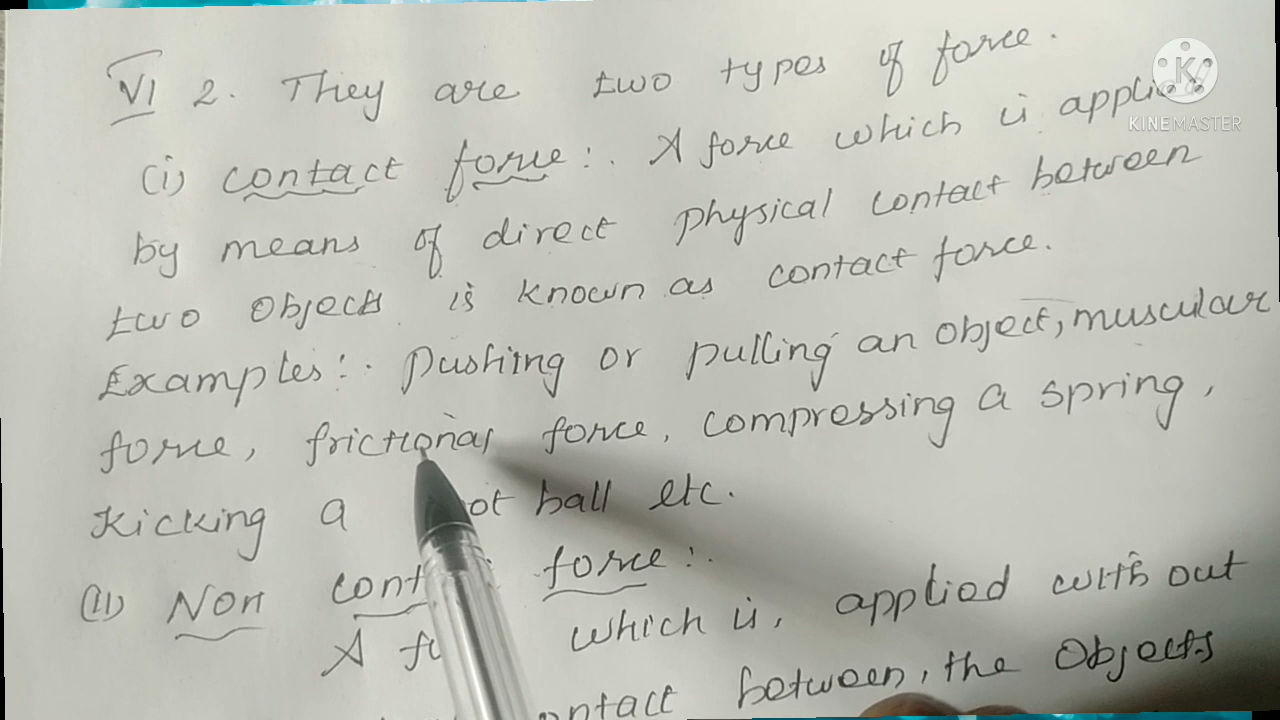 VI 2. They are two types of force.
(i) contact force :. A force which is applied
KINEMASTER
by means of direct physical contact between
two objects is known as contact force.
Examples :. Pushing or pulling an object, muscular
force, frictional force, compressing a spring,
Kicking a ball etc.
(ii) Non force :.
A which is, applied with out
between, the objects